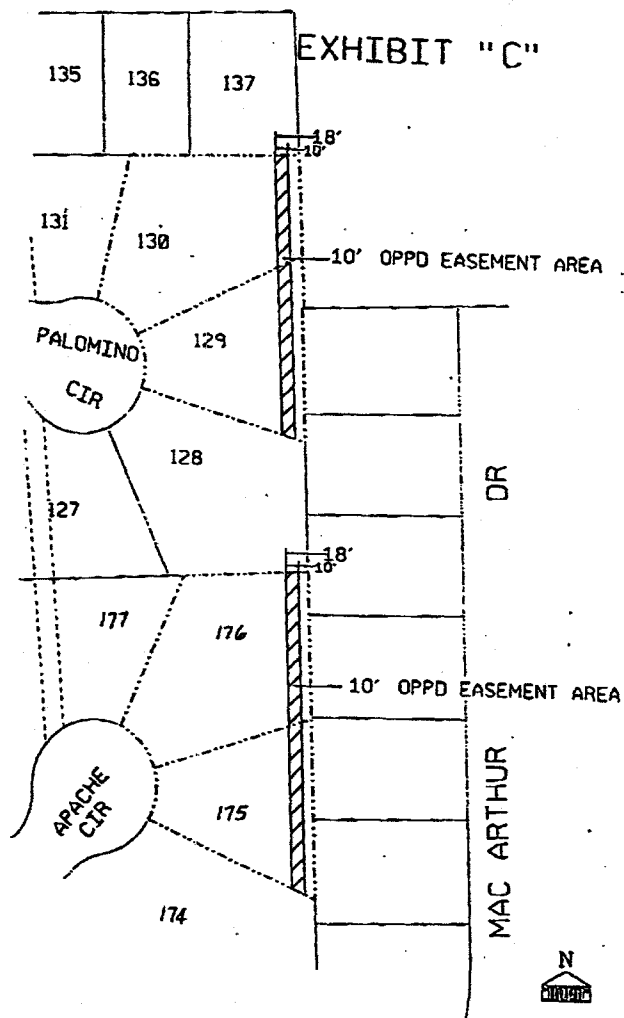 EXHIBIT "C"
135
136
137
18'
10'
131
130
10' OPPD EASEMENT AREA
129
PALOMINO
CIR
128
127
DR
18'
10'
177
176
10' OPPD EASEMENT AREA
APACHE
CIR
175
MAC ARTHUR
174
N